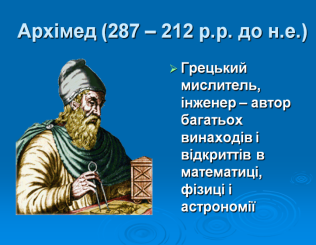 Архімед (287 – 212 р.р. до н.е.)
Грецький
мислитель,
інженер – автор
багатьох
винаходів і
відкриттів в
математиці,
фізиці і
астрономії